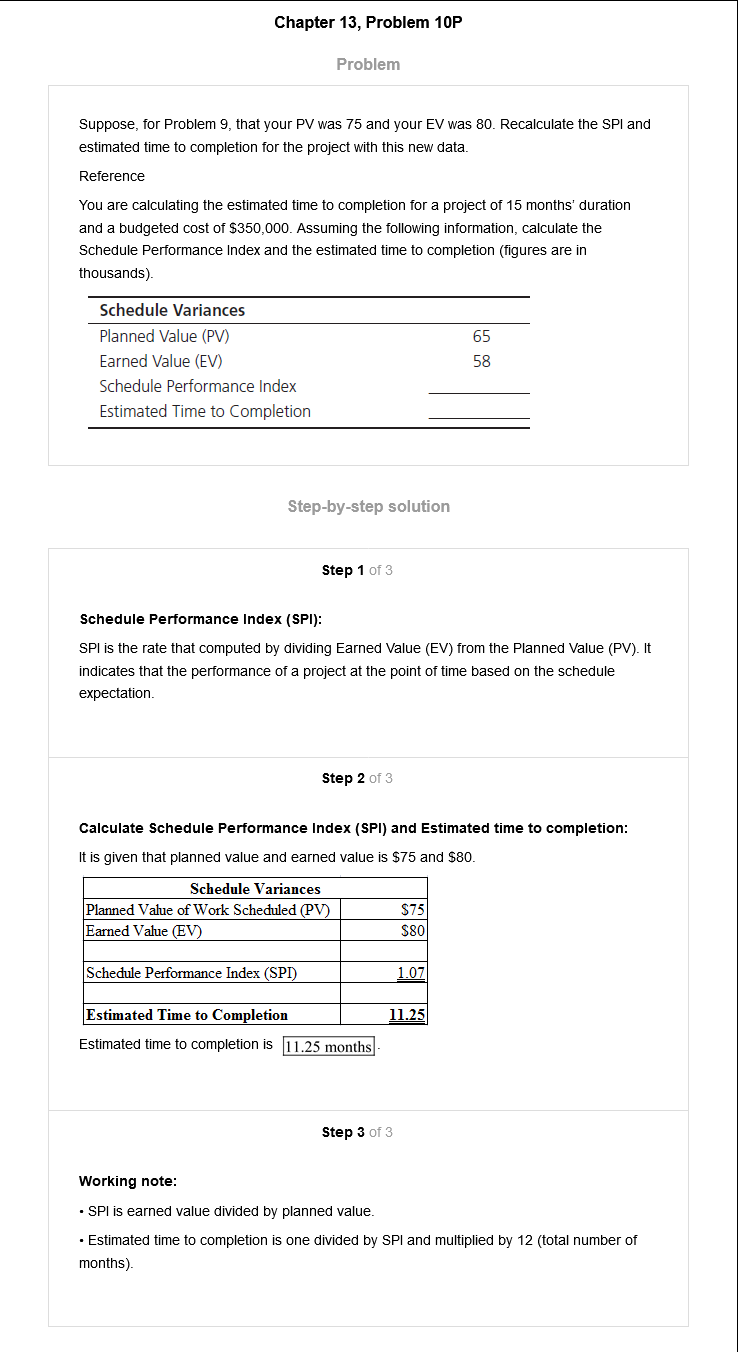 Chapter 13, Problem 10P
Problem
Suppose, for Problem 9, that your PV was 75 and your EV was 80. Recalculate the SPI and
estimated time to completion for the project with this new data.
Reference
You are calculating the estimated time to completion for a project of 15 months' duration
and a budgeted cost of $350,000. Assuming the following information, calculate the
Schedule Performance Index and the estimated time to completion (figures are in
thousands).
Schedule Variances
Planned Value (PV) 65
Earned Value (EV) 58
Schedule Performance Index
Estimated Time to Completion
Step-by-step solution
Step 1 of 3
Schedule Performance Index (SPI):
SPI is the rate that computed by dividing Earned Value (EV) from the Planned Value (PV). It
indicates that the performance of a project at the point of time based on the schedule
expectation.
Step 2 of 3
Calculate Schedule Performance Index (SPI) and Estimated time to completion:
It is given that planned value and earned value is $75 and $80.
Schedule Variances
Planned Value of Work Scheduled (PV) $75
Earned Value (EV) $80
Schedule Performance Index (SPI) 1.07
Estimated Time to Completion 11.25
Estimated time to completion is 11.25 months.
Step 3 of 3
Working note:
• SPI is earned value divided by planned value.
• Estimated time to completion is one divided by SPI and multiplied by 12 (total number of
months).